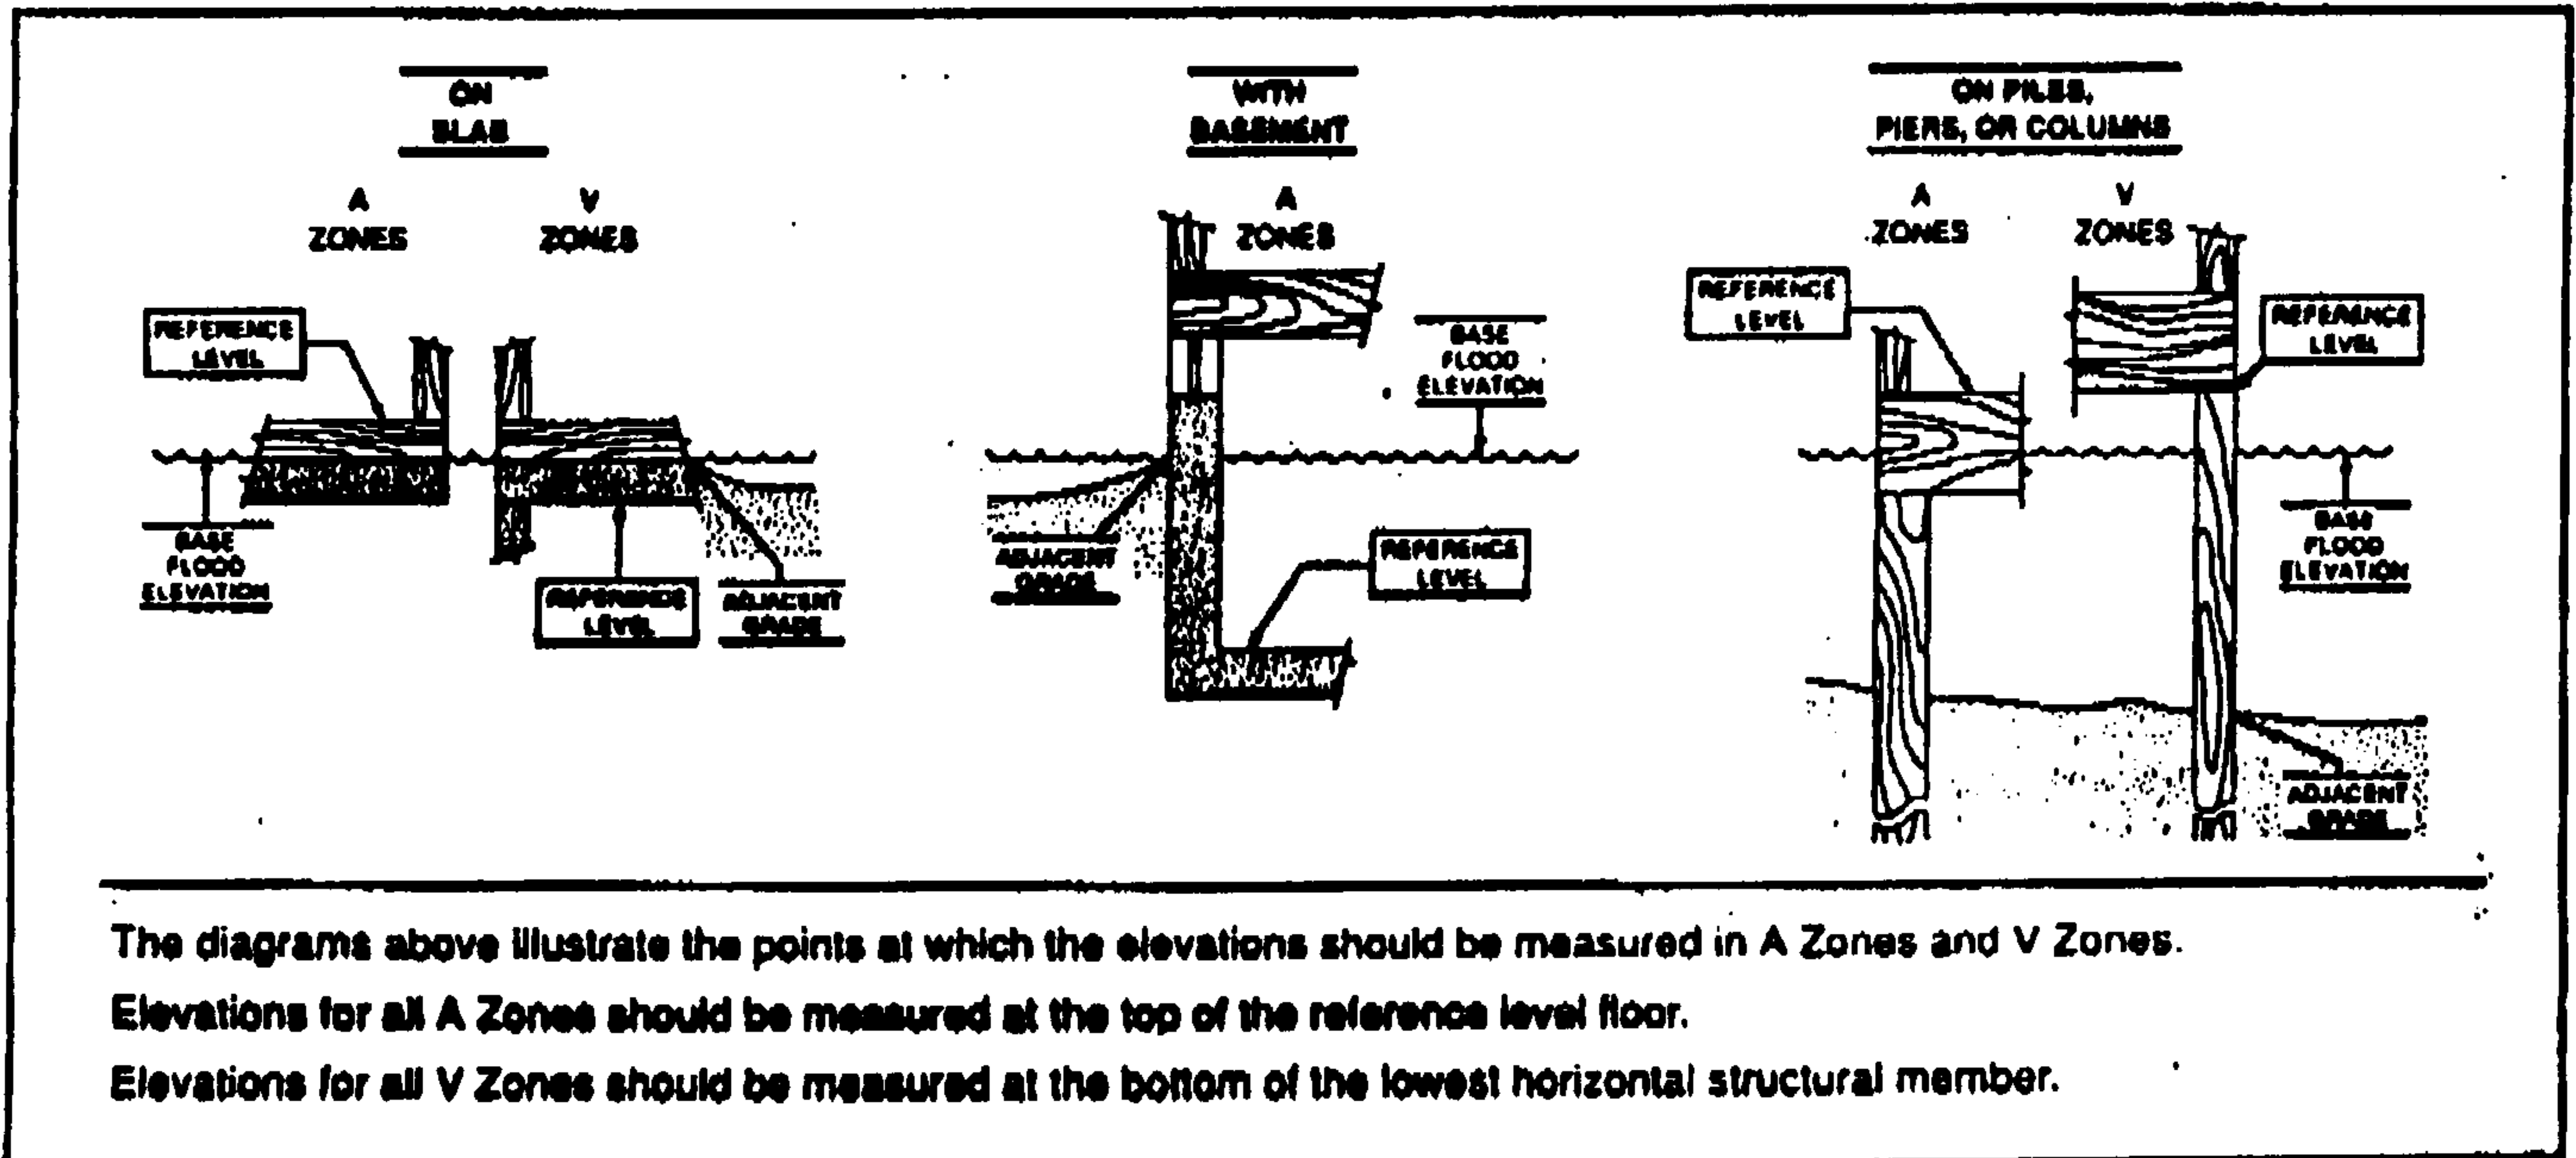 ON
SLAB
A
ZONES
V
ZONES
REFERENCE
LEVEL
BASE
FLOOD
ELEVATION
REFERENCE
LEVEL
ADJACENT
GRADE
WITH
BASEMENT
A
ZONES
BASE
FLOOD
ELEVATION
ADJACENT
GRADE
REFERENCE
LEVEL
ON PILES,
PIERS, OR COLUMNS
A
ZONES
V
ZONES
REFERENCE
LEVEL
REFERENCE
LEVEL
BASE
FLOOD
ELEVATION
ADJACENT
GRADE
The diagrams above illustrate the points at which the elevations should be measured in A Zones and V Zones.
Elevations for all A Zones should be measured at the top of the reference level floor.
Elevations for all V Zones should be measured at the bottom of the lowest horizontal structural member.